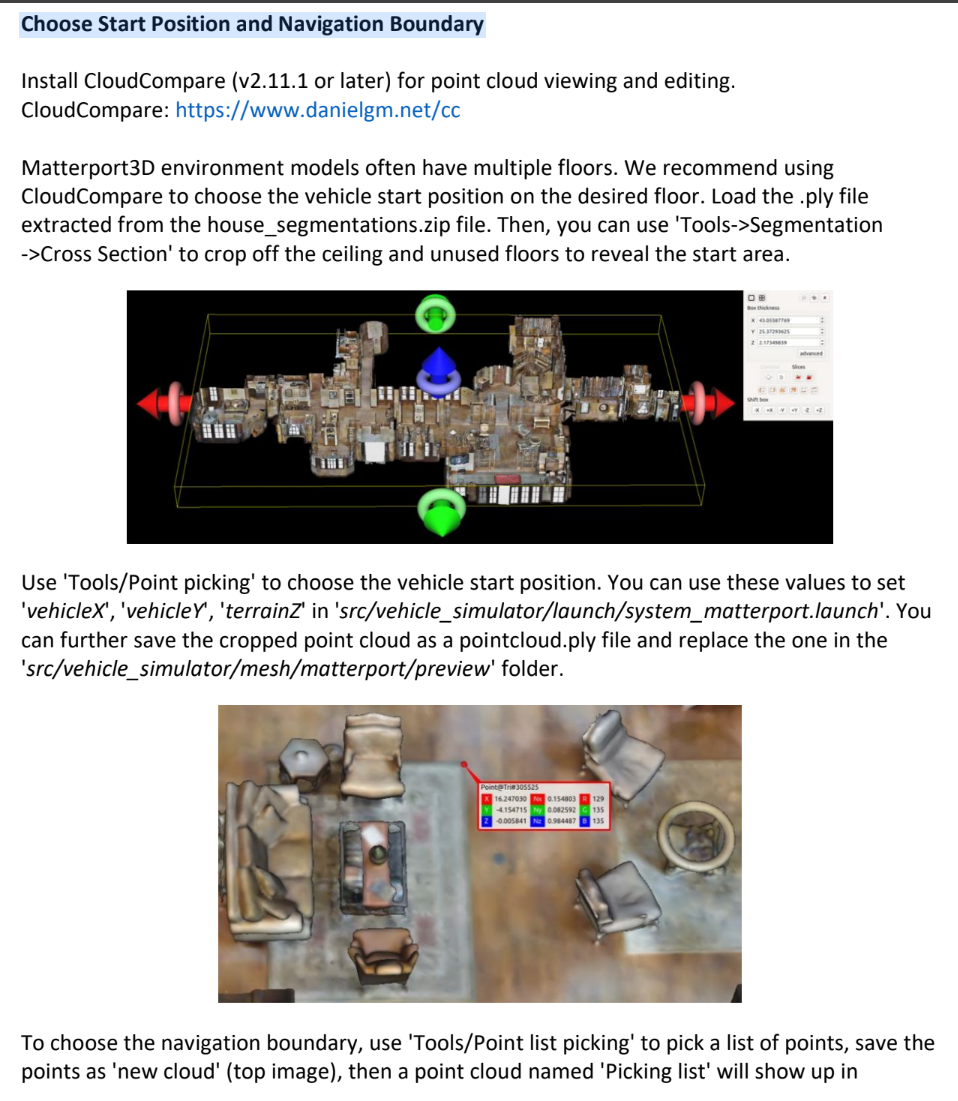 Choose Start Position and Navigation Boundary
Install CloudCompare (v2.11.1 or later) for point cloud viewing and editing.
CloudCompare: https://www.danielgm.net/cc
Matterport3D environment models often have multiple floors. We recommend using
CloudCompare to choose the vehicle start position on the desired floor. Load the .ply file
extracted from the house_segmentations.zip file. Then, you can use 'Tools->Segmentation
->Cross Section' to crop off the ceiling and unused floors to reveal the start area.
Box thickness
X 43.05587769
Y 25.37293625
Z 2.17349839
advanced
Slices
Shift box
-X +X -Y +Y -Z +Z
Use 'Tools/Point picking' to choose the vehicle start position. You can use these values to set
'vehicleX', 'vehicleY', 'terrainZ' in 'src/vehicle_simulator/launch/system_matterport.launch'. You
can further save the cropped point cloud as a pointcloud.ply file and replace the one in the
'src/vehicle_simulator/mesh/matterport/preview' folder.
Point@Tri#305525
X 16.247030 Nx 0.154803 R 129
Y -4.154715 Ny 0.082592 G 135
Z -0.005841 Nz 0.984487 B 135
To choose the navigation boundary, use 'Tools/Point list picking' to pick a list of points, save the
points as 'new cloud' (top image), then a point cloud named 'Picking list' will show up in